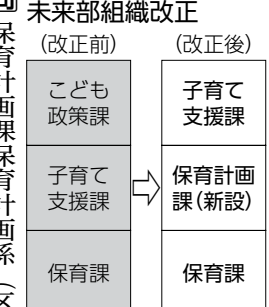 未来部組織改正
(改正前)
(改正後)
こども
政策課
子育て
支援課
子育て
支援課
保育計画
課(新設)
保育課
保育課
保育計画課保育計画係